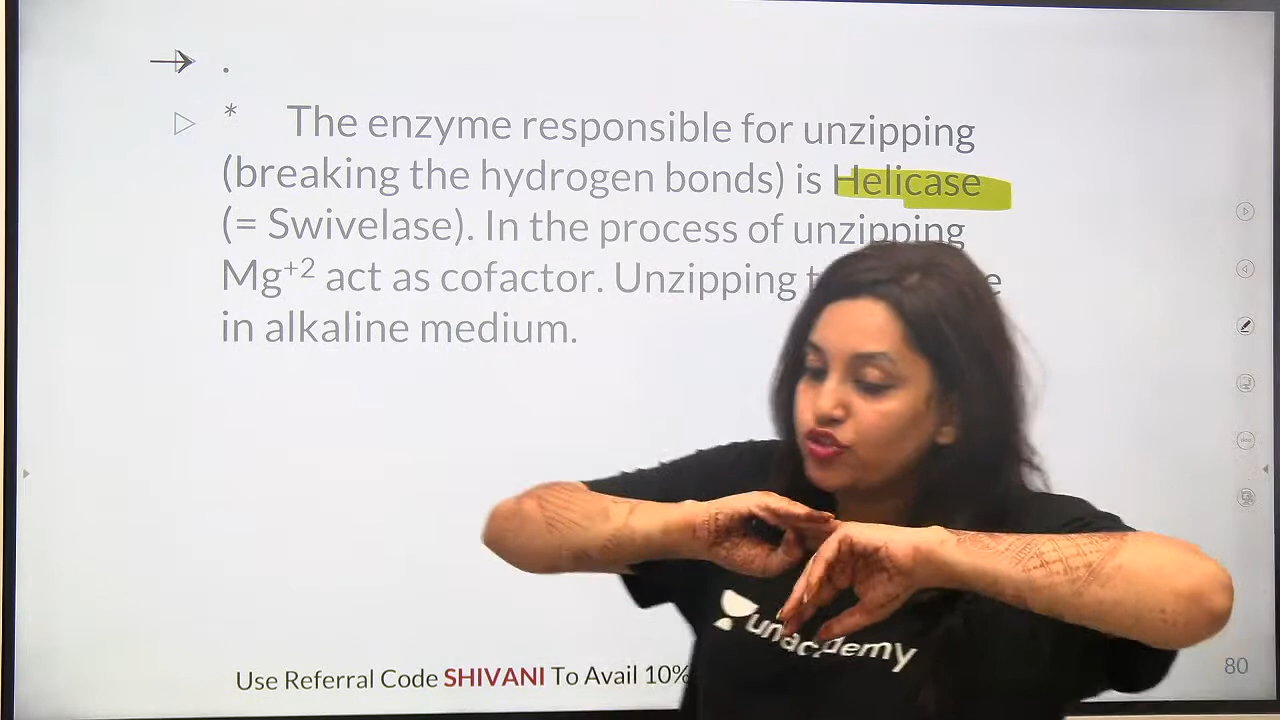 .
* The enzyme responsible for unzipping
(breaking the hydrogen bonds) is Helicase
(= Swivelase). In the process of unzipping
Mg+2 act as cofactor. Unzipping
in alkaline medium.
unacademy
Use Referral Code SHIVANI To Avail 10%
80